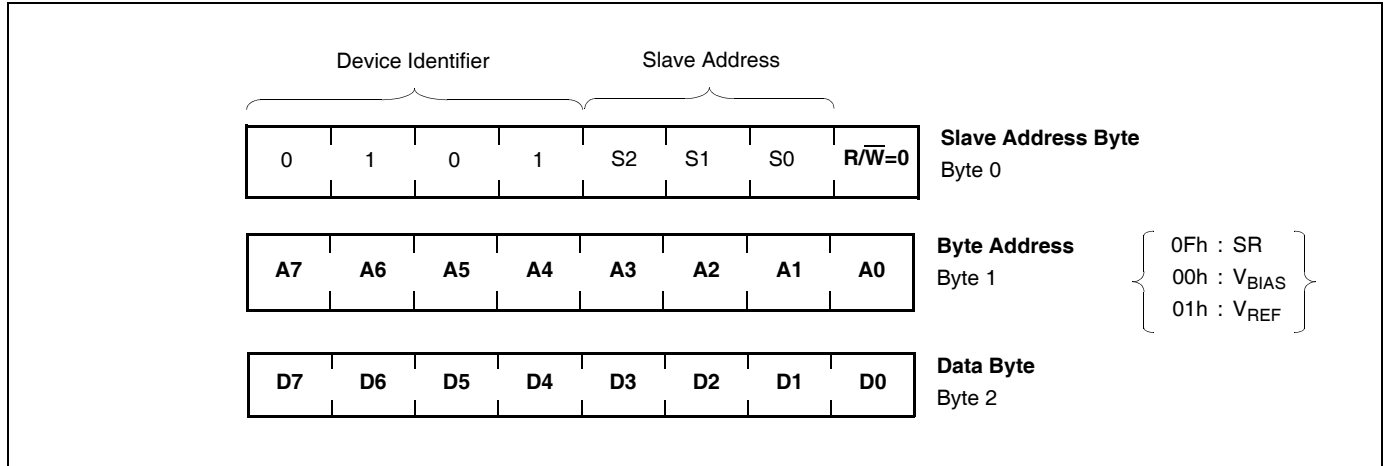 Device Identifier Slave Address
0 1 0 1 S2 S1 S0 R/W̅=0
Slave Address Byte
Byte 0
A7 A6 A5 A4 A3 A2 A1 A0
Byte Address
Byte 1
0Fh : SR
00h : VBIAS
01h : VREF
D7 D6 D5 D4 D3 D2 D1 D0
Data Byte
Byte 2